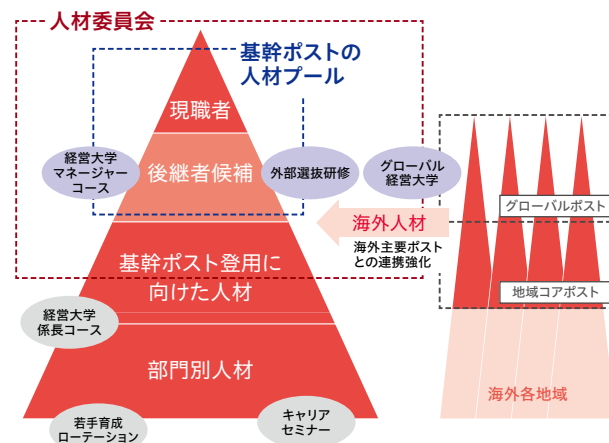 人材委員会
基幹ポストの
人材プール
現職者
経営大学
マネージャー
コース
後継者候補
外部選抜研修
グローバル
経営大学
グローバルポスト
海外人材
海外主要ポスト
との連携強化
基幹ポスト登用に
向けた人材
地域コアポスト
経営大学
係長コース
部門別人材
海外各地域
若手育成
ローテーション
キャリア
セミナー